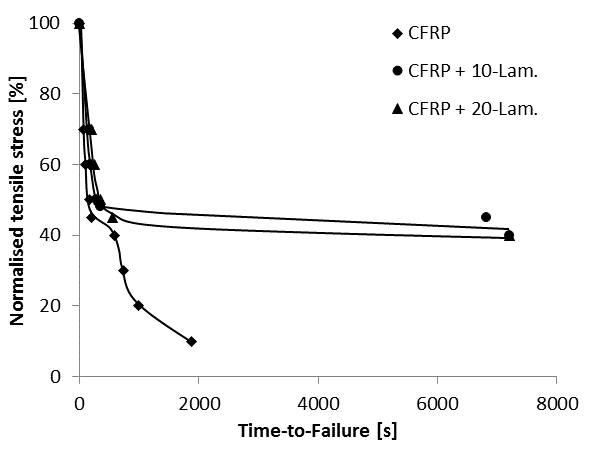 Normalised tensile stress [%]
100
80
60
40
20
0
CFRP
CFRP + 10-Lam.
CFRP + 20-Lam.
0
2000
4000
6000
8000
Time-to-Failure [s]